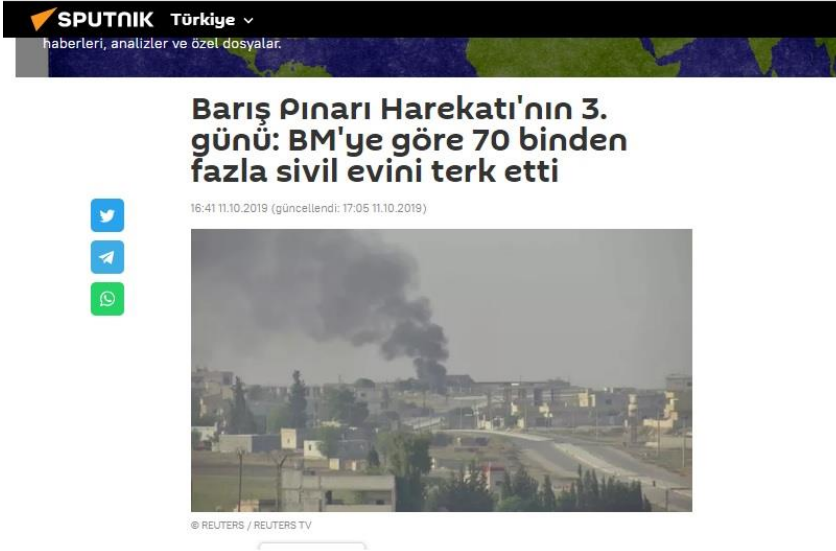 SPUTNIK Türkiye
haberleri, analizler ve özel dosyalar.
Barış Pınarı Harekatı'nın 3.
günü: BM'ye göre 70 binden
fazla sivil evini terk etti
16:41 11.10.2019 (güncellendi: 17:05 11.10.2019)
© REUTERS / REUTERS TV